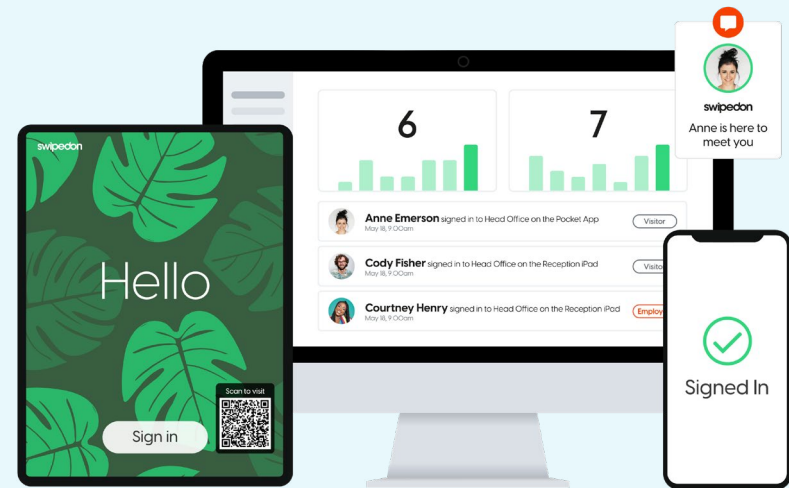 swipedon
Hello
Scan to visit
Sign in
6
7
Anne Emerson signed in to Head Office on the Pocket App
May 18, 9:00am
Visitor
Cody Fisher signed in to Head Office on the Reception iPad
May 18, 9:00am
Visito
Courtney Henry signed in to Head Office on the Reception iPad
May 18, 9:00am
Employ
swipedon
Anne is here to
meet you
Signed In